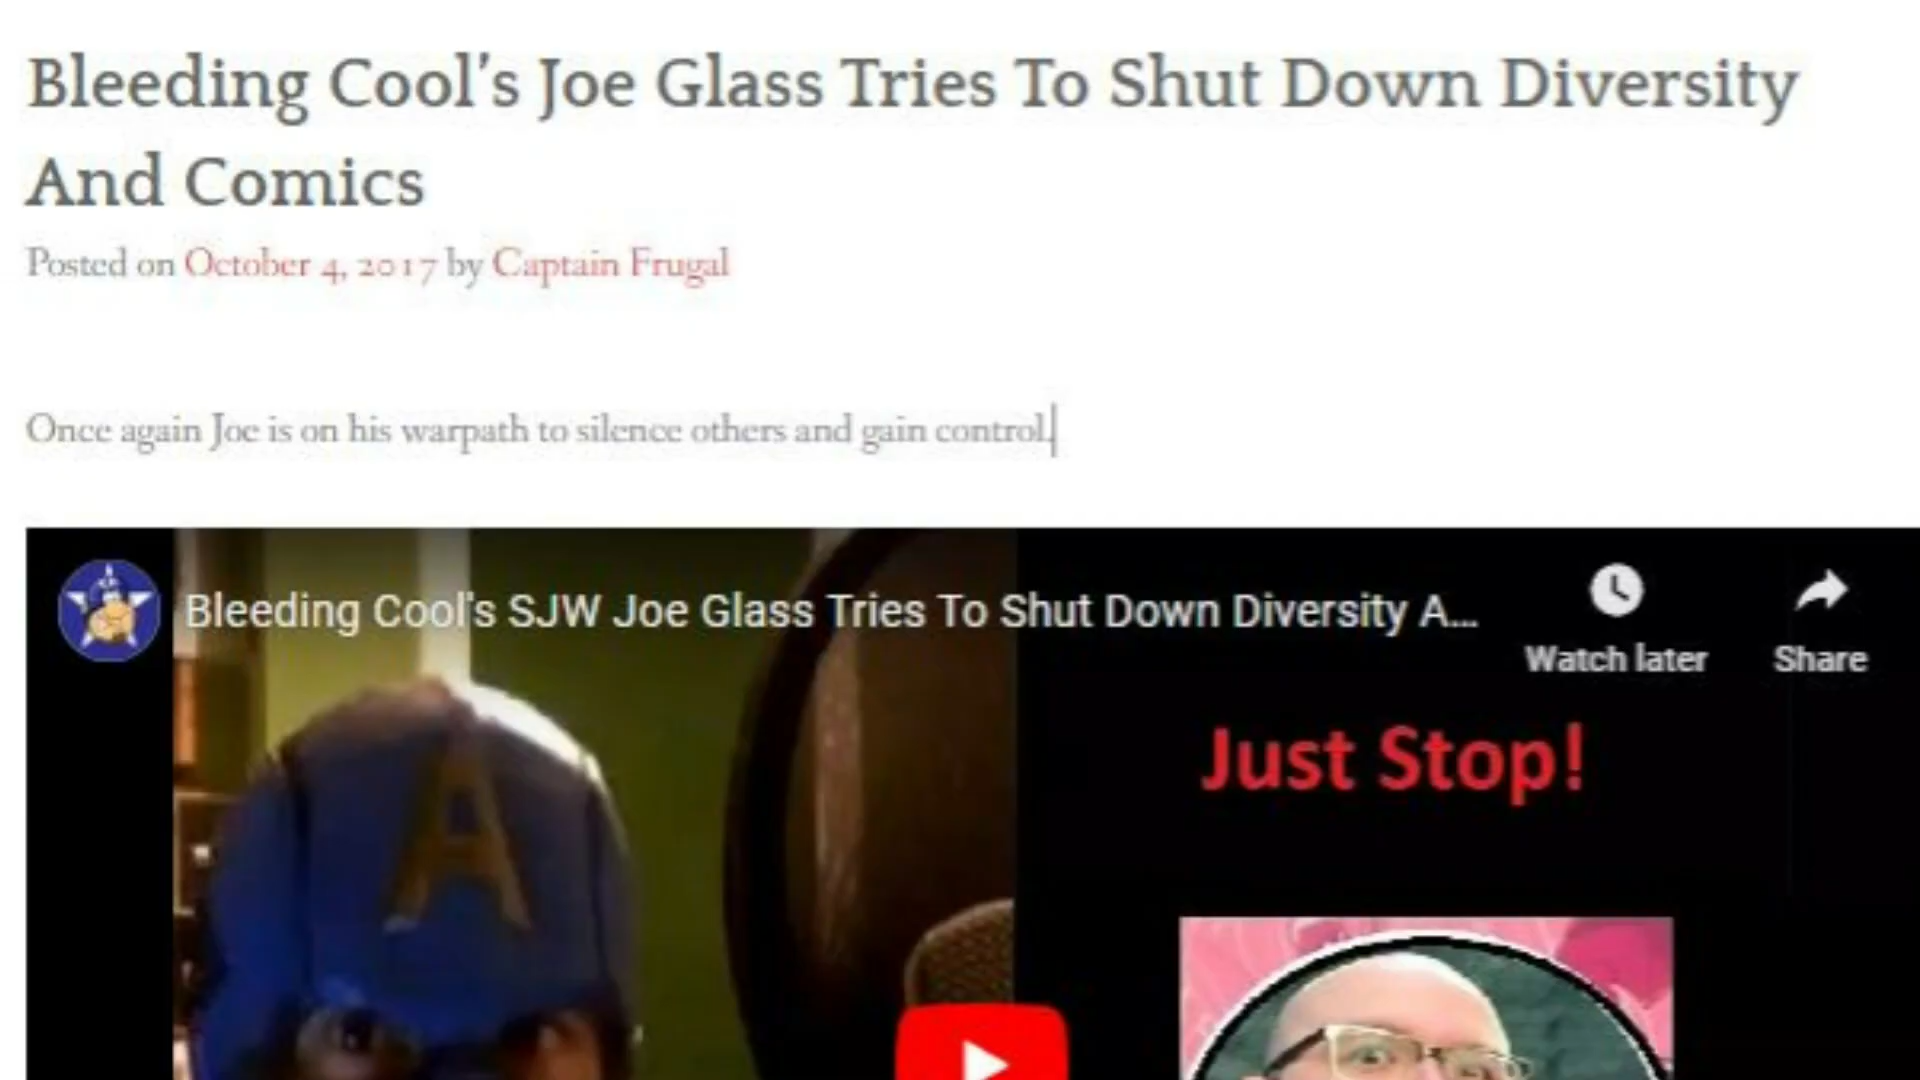 Bleeding Cool's Joe Glass Tries To Shut Down Diversity
And Comics
Posted on October 4, 2017 by Captain Frugal
Once again Joe is on his warpath to silence others and gain control.
Bleeding Cool's SJW Joe Glass Tries To Shut Down Diversity A...
Watch later
Share
Just Stop!
A